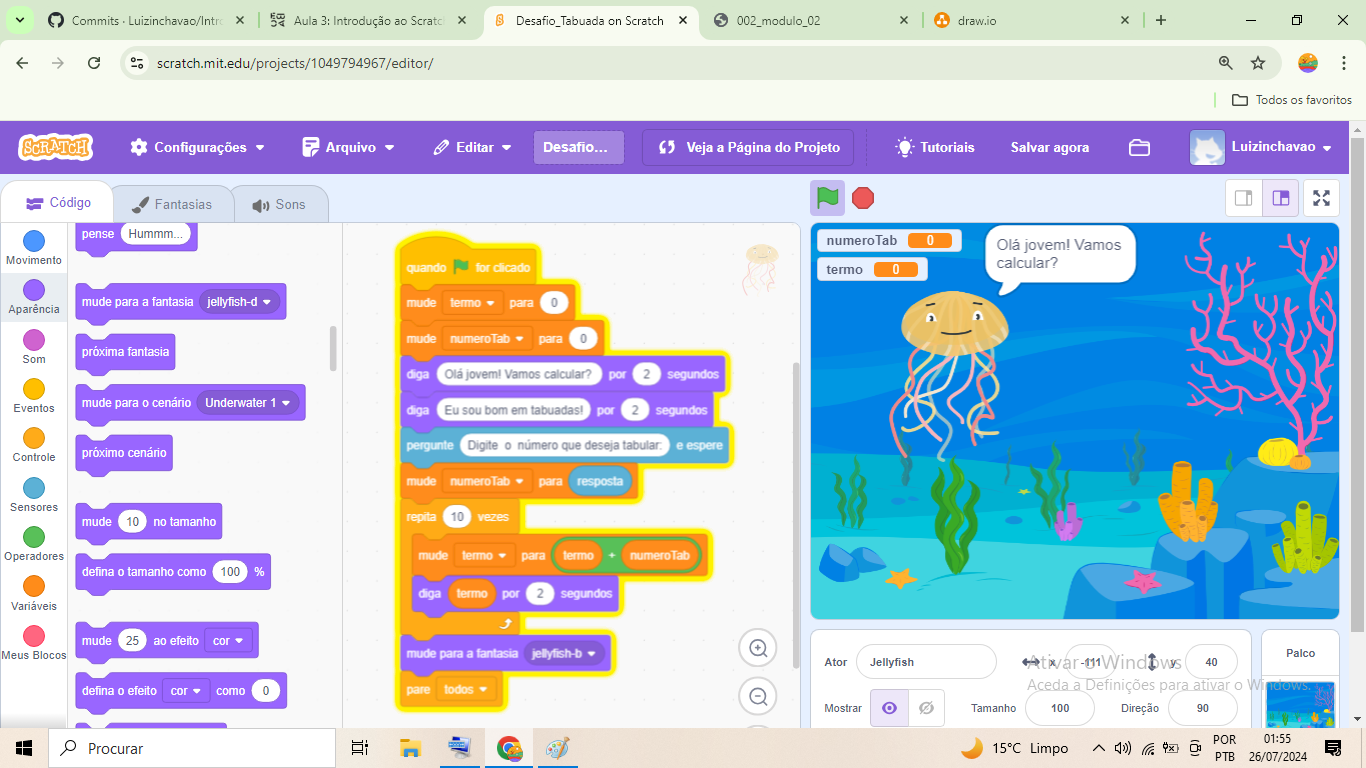 Commits · Luizinchavao/Intro
Aula 3: Introdução ao Scratch
Desafio_Tabuada on Scratch
002_modulo_02
draw.io
scratch.mit.edu/projects/1049794967/editor/
Todos os favoritos
SCRATCH
Configurações
Arquivo
Editar
Desafio...
Veja a Página do Projeto
Tutoriais
Salvar agora
Luizinchavao
Código
Fantasias
Sons
Movimento
Aparência
Som
Eventos
Controle
Sensores
Operadores
Variáveis
Meus Blocos
pense Hummm...
mude para a fantasia jellyfish-d
próxima fantasia
mude para o cenário Underwater 1
próximo cenário
mude 10 no tamanho
defina o tamanho como 100 %
mude 25 ao efeito cor
defina o efeito cor como 0
quando for clicado
mude termo para 0
mude numeroTab para 0
diga Olá jovem! Vamos calcular? por 2 segundos
diga Eu sou bom em tabuadas! por 2 segundos
pergunte Digite o número que deseja tabular: e espere
mude numeroTab para resposta
repita 10 vezes
mude termo para termo + numeroTab
diga termo por 2 segundos
mude para a fantasia jellyfish-b
pare todos
numeroTab 0
termo 0
Olá jovem! Vamos
calcular?
Ator Jellyfish x -111 y 40
Mostrar Tamanho 100 Direção 90
Palco
Ativar o Windows
Aceda a Definições para ativar o Windows.
Procurar
15°C Limpo
POR
PTB
01:55
26/07/2024